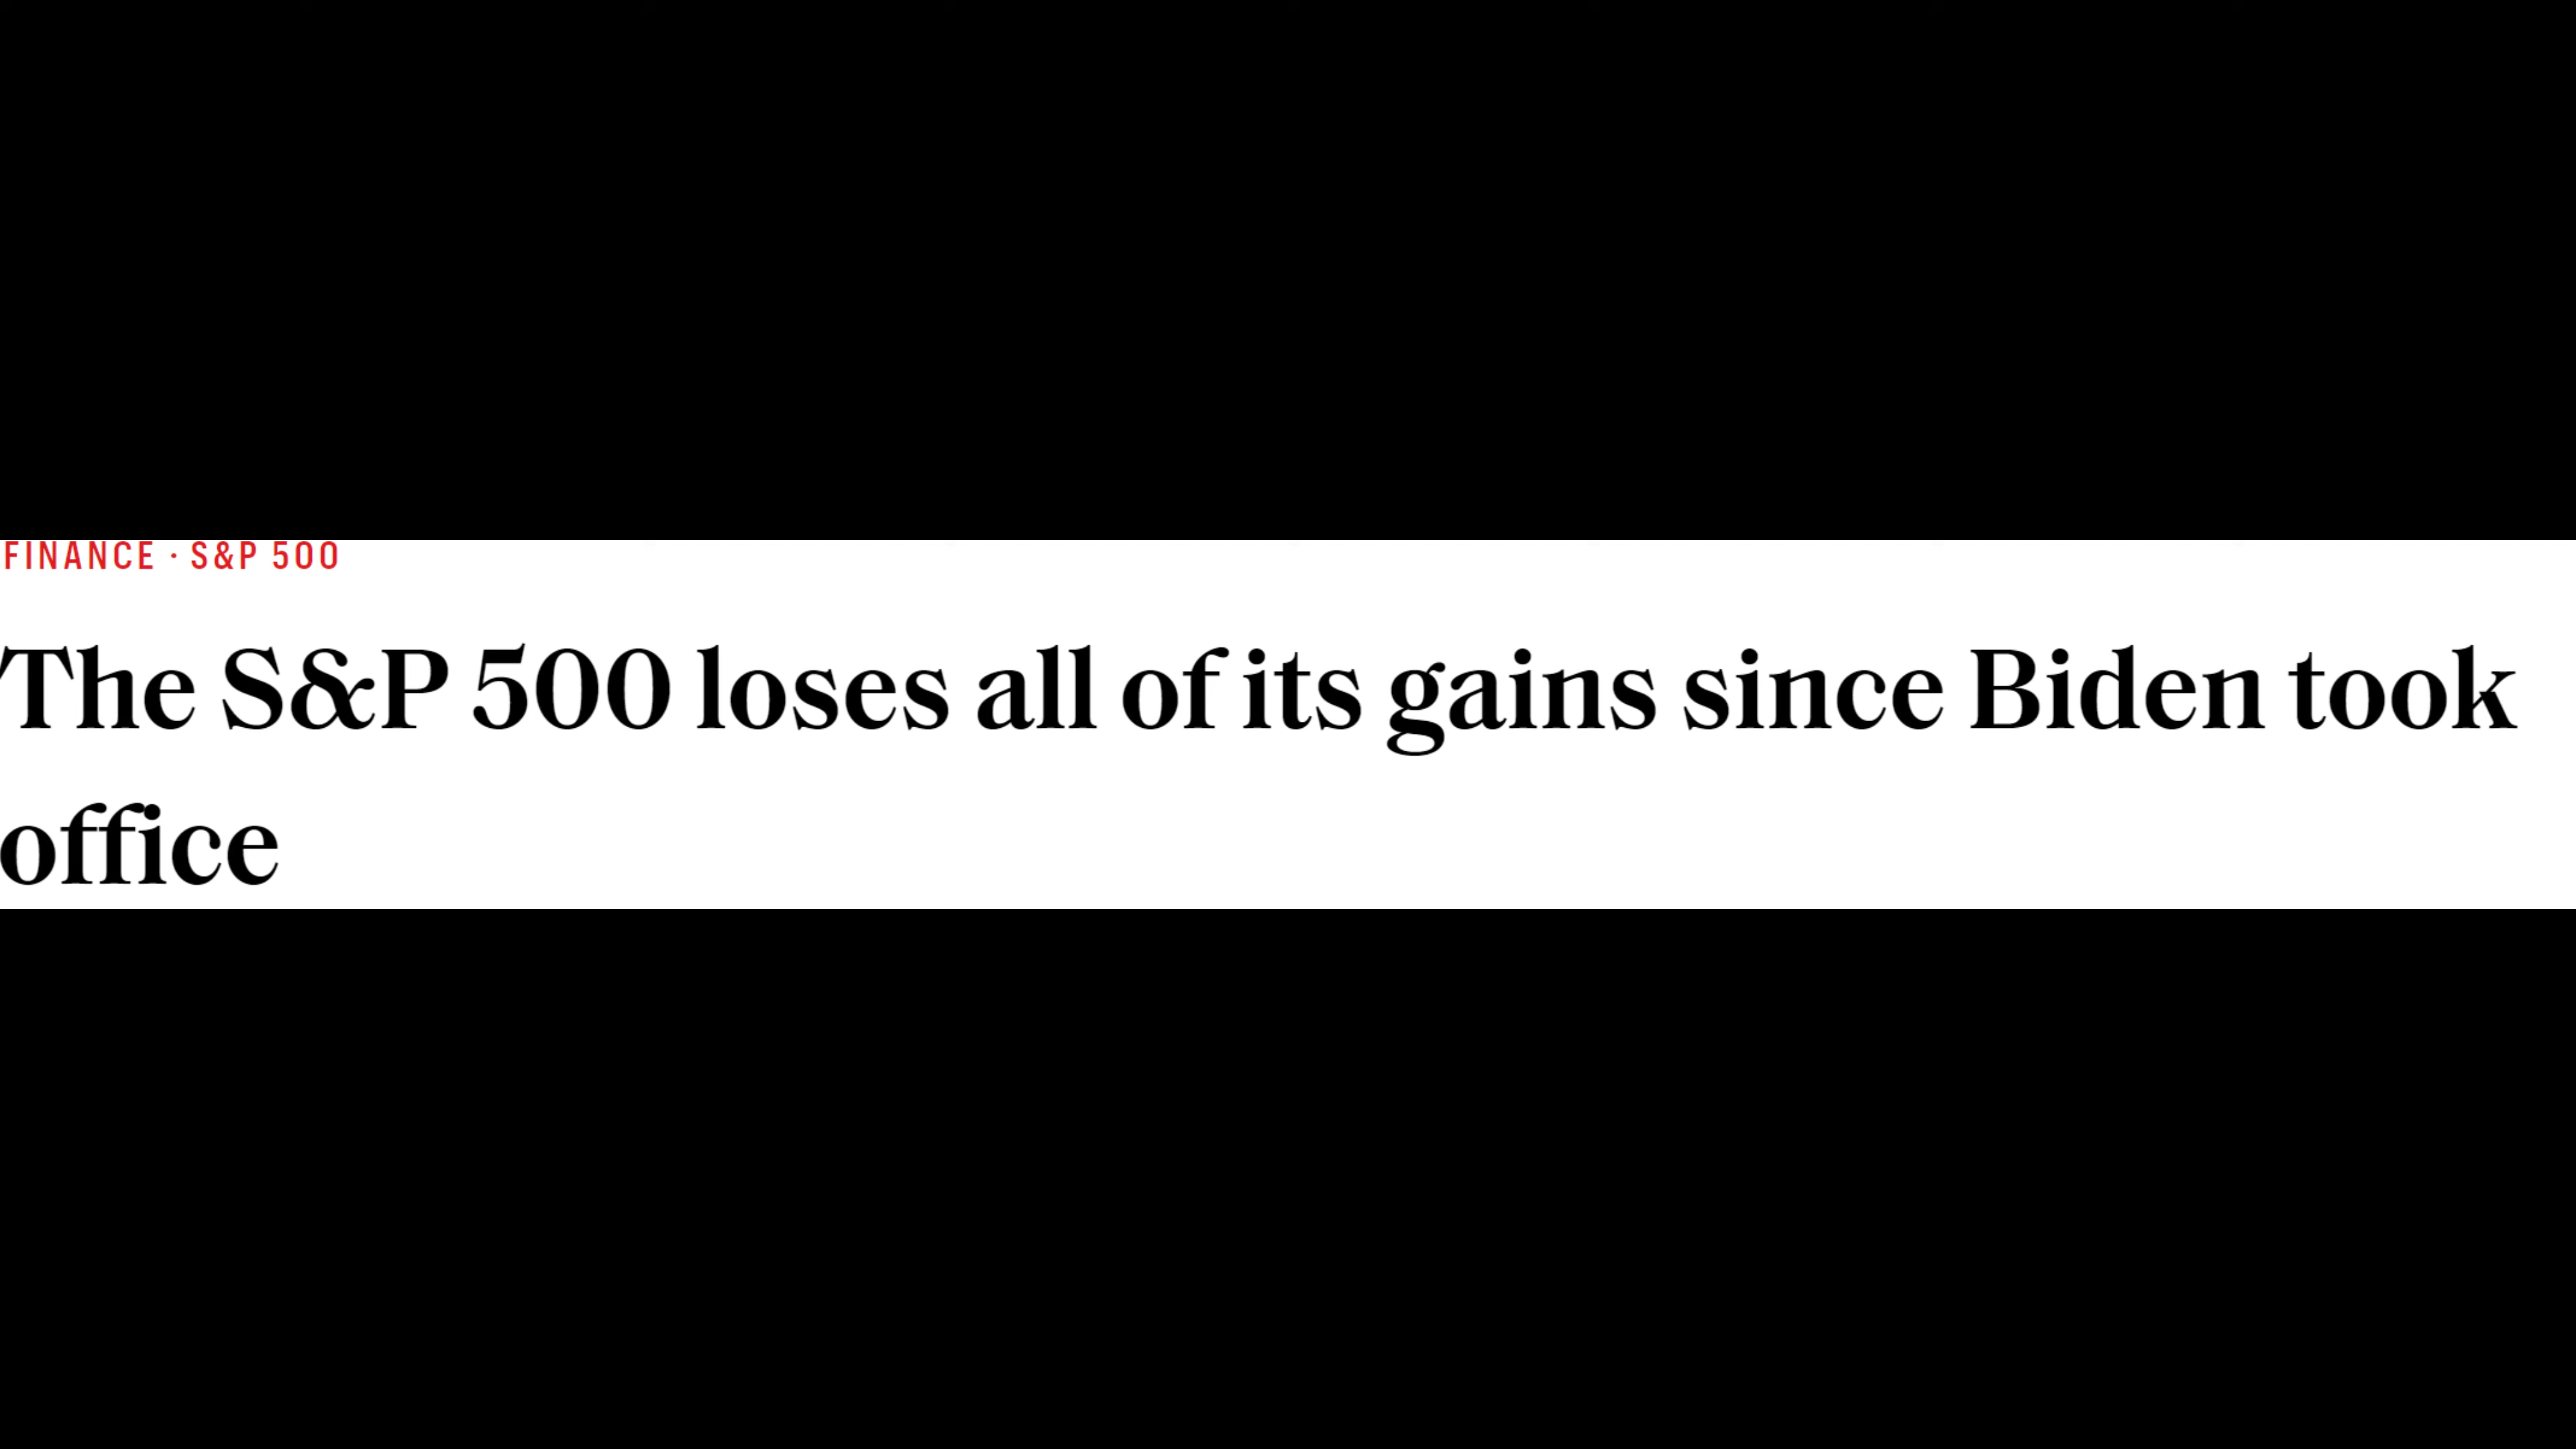 FINANCE · S&P 500
The S&P 500 loses all of its gains since Biden took
office